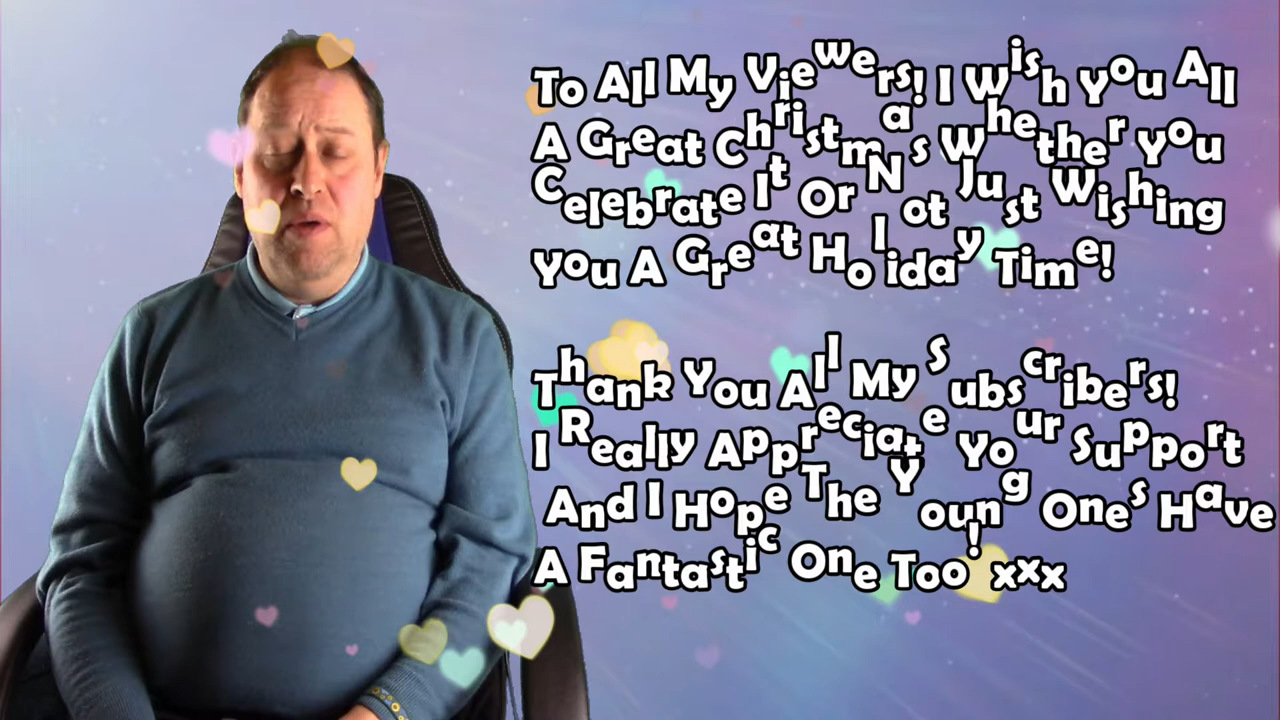 To All My Viewers! I Wish You All
A Great Christmas Whether You
Celebrate It Or Not Just Wishing
You A Great Holiday Time!
Thank You All My Subscribers!
I Really Appreciate Your Support
And I Hope The Young Ones Have
A Fantastic One Too! xxx